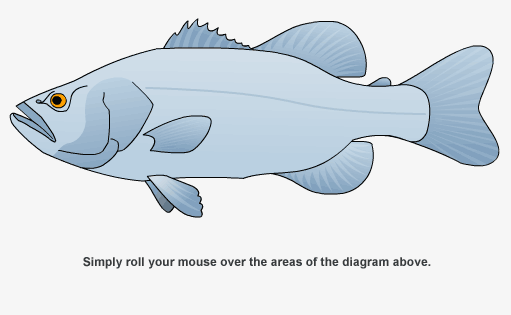 Simply roll your mouse over the areas of the diagram above.